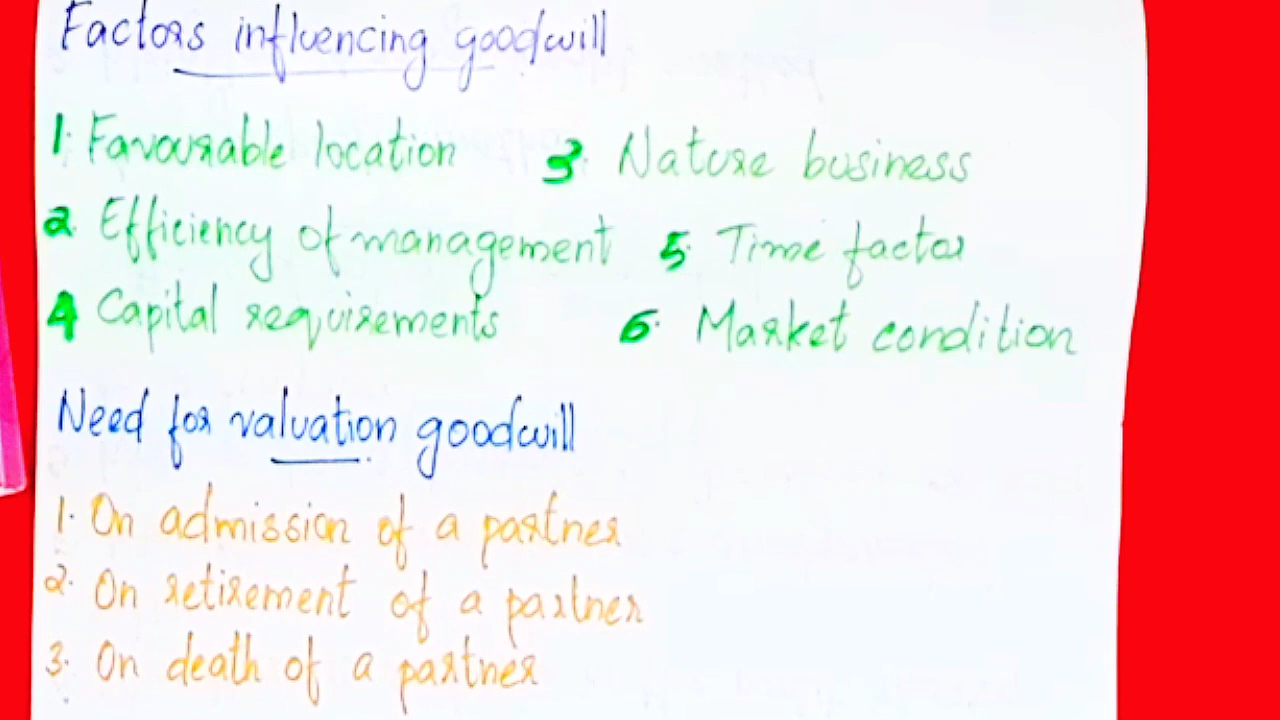 Factors influencing goodwill
1. Favourable location 3. Nature business
2. Efficiency of management 5. Time factor
4 Capital requirements 6. Market condition
Need for valuation goodwill
1. On admission of a partner
2. On retirement of a partner
3. On death of a partner